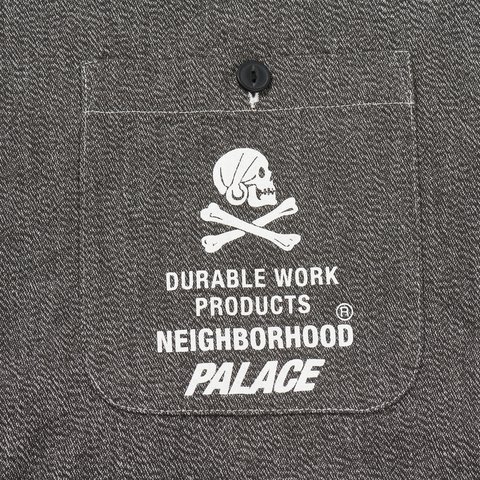 DURABLE WORK
PRODUCTS
NEIGHBORHOOD®
PALACE